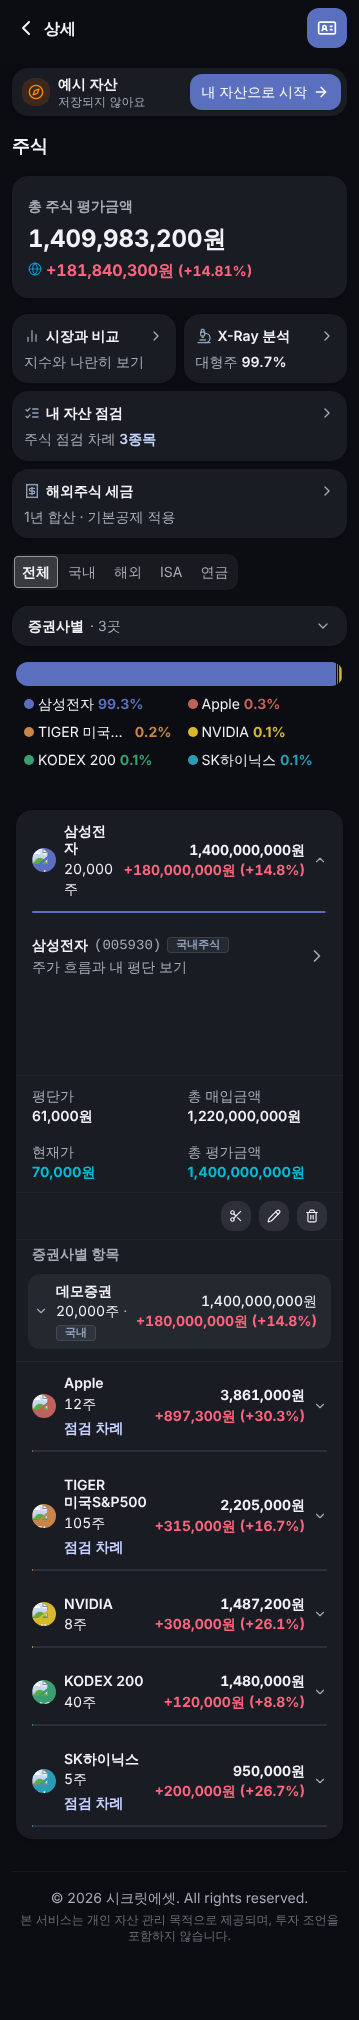 상세
예시 자산
저장되지 않아요
내 자산으로 시작
주식
총 주식 평가금액
1,409,983,200원
+181,840,300원 (+14.81%)
시장과 비교
지수와 나란히 보기
X-Ray 분석
대형주 99.7%
내 자산 점검
주식 점검 차례 3종목
해외주식 세금
1년 합산 · 기본공제 적용
전체 국내 해외 ISA 연금
증권사별 · 3곳
삼성전자 99.3% Apple 0.3%
TIGER 미국... 0.2% NVIDIA 0.1%
KODEX 200 0.1% SK하이닉스 0.1%
삼성전
자
20,000
주
1,400,000,000원
+180,000,000원 (+14.8%)
삼성전자 (005930) 국내주식
주가 흐름과 내 평단 보기
평단가 총 매입금액
61,000원 1,220,000,000원
현재가 총 평가금액
70,000원 1,400,000,000원
증권사별 항목
데모증권
20,000주 ·
국내
1,400,000,000원
+180,000,000원 (+14.8%)
Apple
12주
점검 차례
3,861,000원
+897,300원 (+30.3%)
TIGER
미국S&P500
105주
점검 차례
2,205,000원
+315,000원 (+16.7%)
NVIDIA
8주
1,487,200원
+308,000원 (+26.1%)
KODEX 200
40주
1,480,000원
+120,000원 (+8.8%)
SK하이닉스
5주
점검 차례
950,000원
+200,000원 (+26.7%)
© 2026 시크릿에셋. All rights reserved.
본 서비스는 개인 자산 관리 목적으로 제공되며, 투자 조언을
포함하지 않습니다.